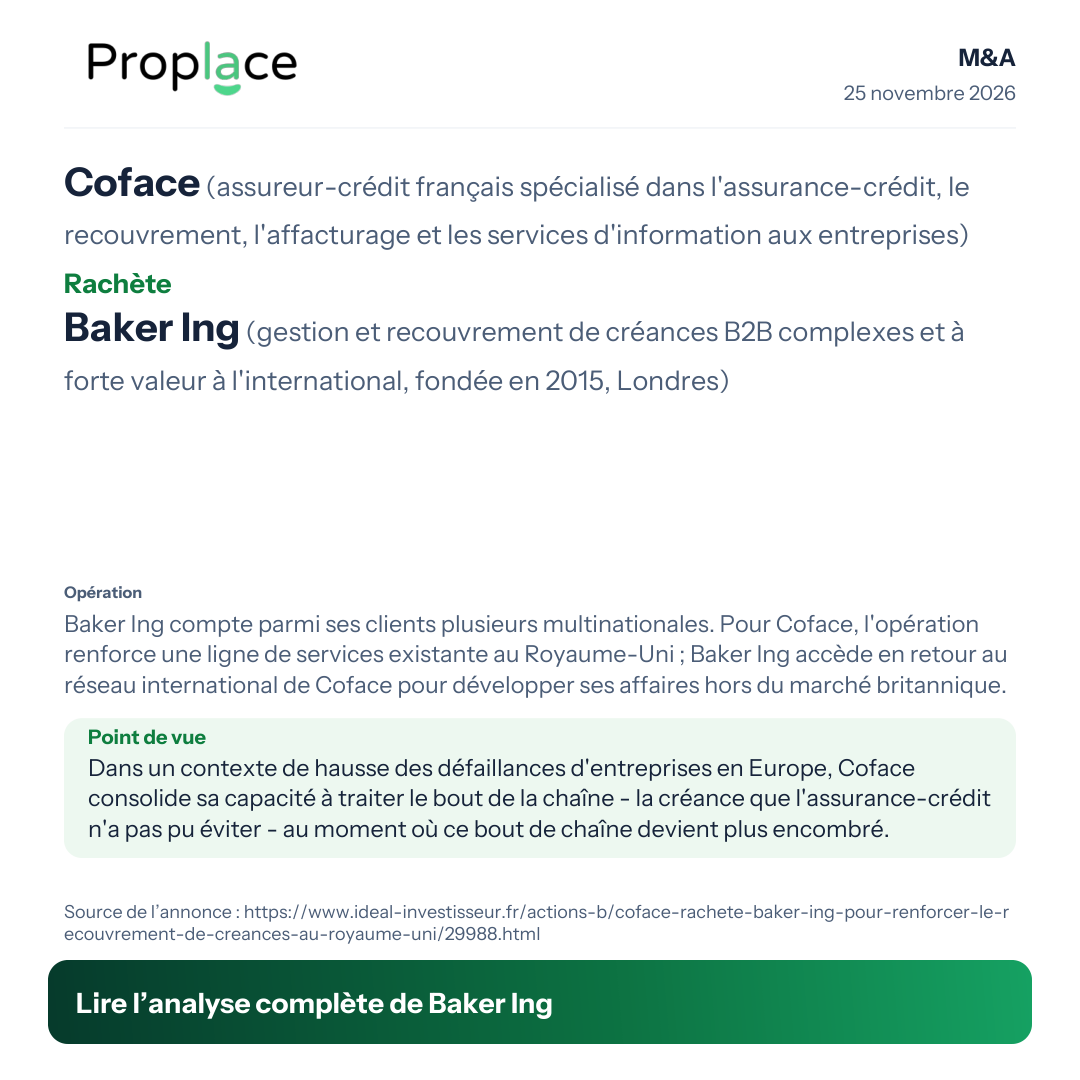 Proplace
M&A
25 novembre 2026
Coface (assureur-crédit français spécialisé dans l'assurance-crédit, le
recouvrement, l'affacturage et les services d'information aux entreprises)
Rachète
Baker Ing (gestion et recouvrement de créances B2B complexes et à
forte valeur à l'international, fondée en 2015, Londres)
Opération
Baker Ing compte parmi ses clients plusieurs multinationales. Pour Coface, l'opération
renforce une ligne de services existante au Royaume-Uni ; Baker Ing accède en retour au
réseau international de Coface pour développer ses affaires hors du marché britannique.
Point de vue
Dans un contexte de hausse des défaillances d'entreprises en Europe, Coface
consolide sa capacité à traiter le bout de la chaîne - la créance que l'assurance-crédit
n'a pas pu éviter - au moment où ce bout de chaîne devient plus encombré.
Source de l’annonce : https://www.ideal-investisseur.fr/actions-b/coface-rachete-baker-ing-pour-renforcer-le-r
ecouvrement-de-creances-au-royaume-uni/29988.html
Lire l’analyse complète de Baker Ing